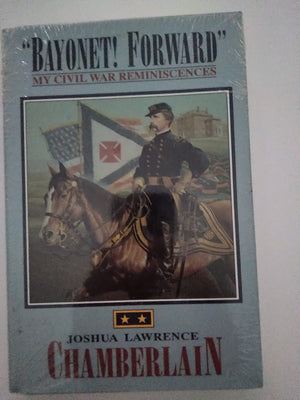 "BAYONET! FORWARD"
MY CIVIL WAR REMINISCENCES
JOSHUA LAWRENCE
CHAMBERLAIN